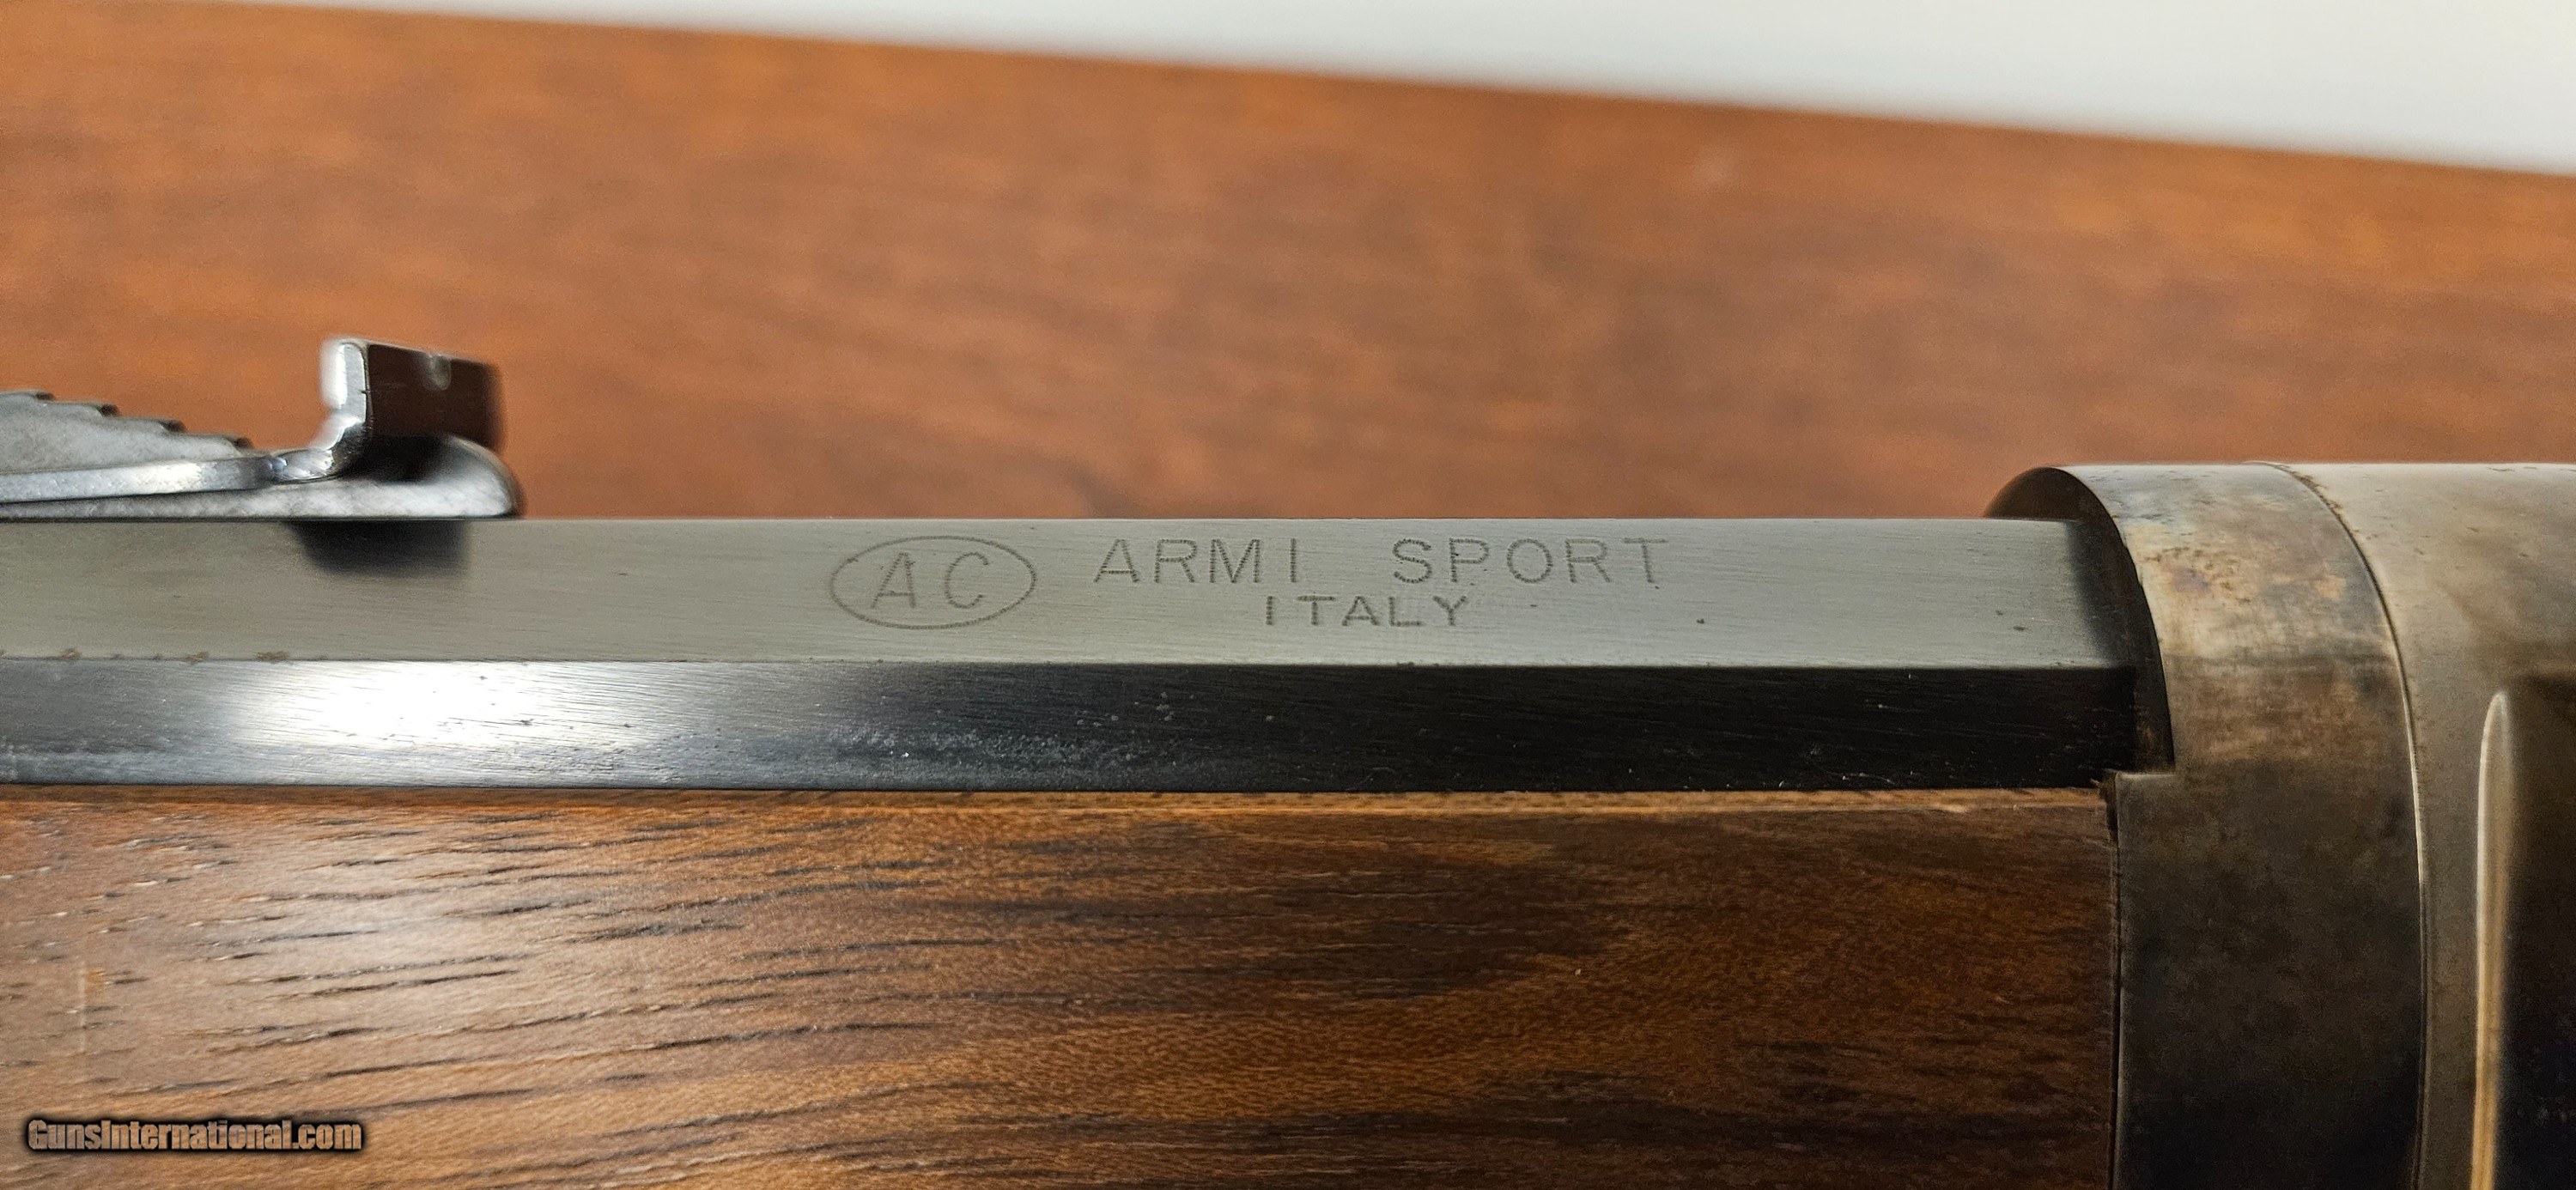 AC ARMI SPORT
ITALY
GunsInternational.com